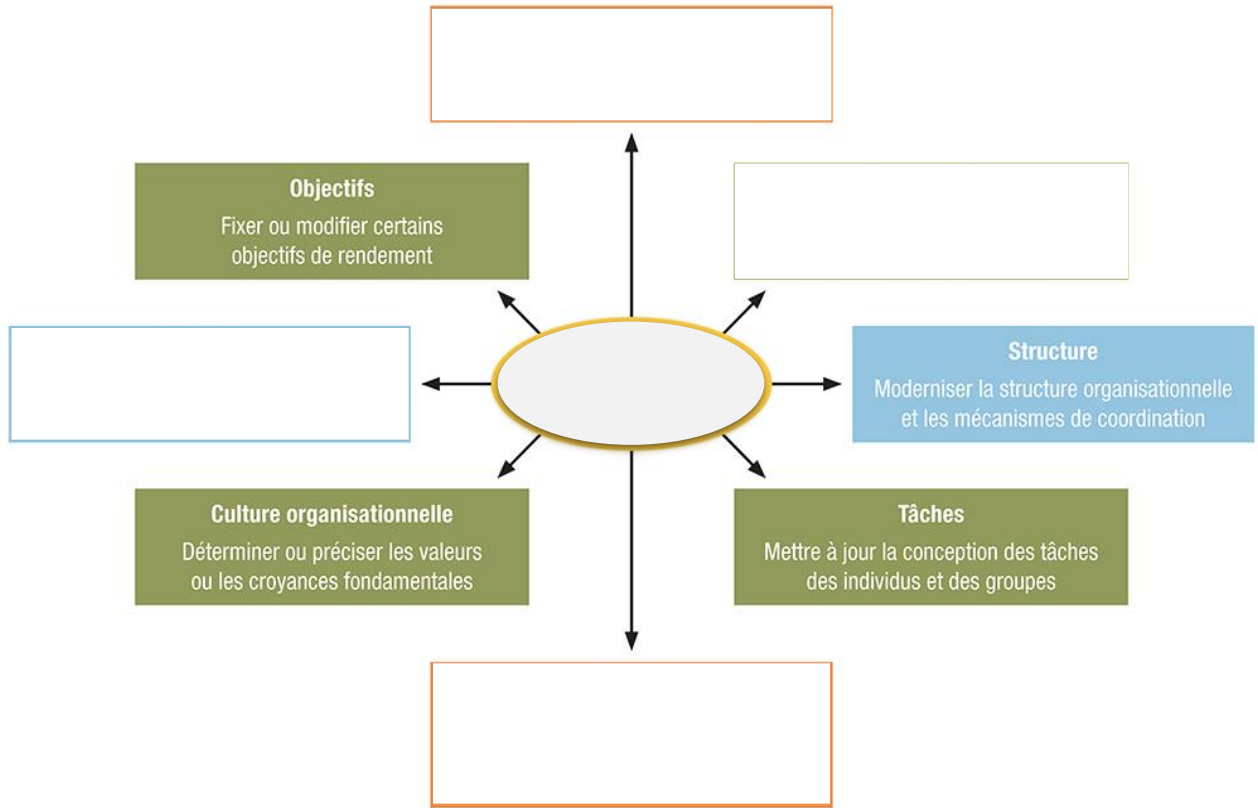 Objectifs
Fixer ou modifier certains
objectifs de rendement
Structure
Moderniser la structure organisationnelle
et les mécanismes de coordination
Culture organisationnelle
Déterminer ou préciser les valeurs
ou les croyances fondamentales
Tâches
Mettre à jour la conception des tâches
des individus et des groupes